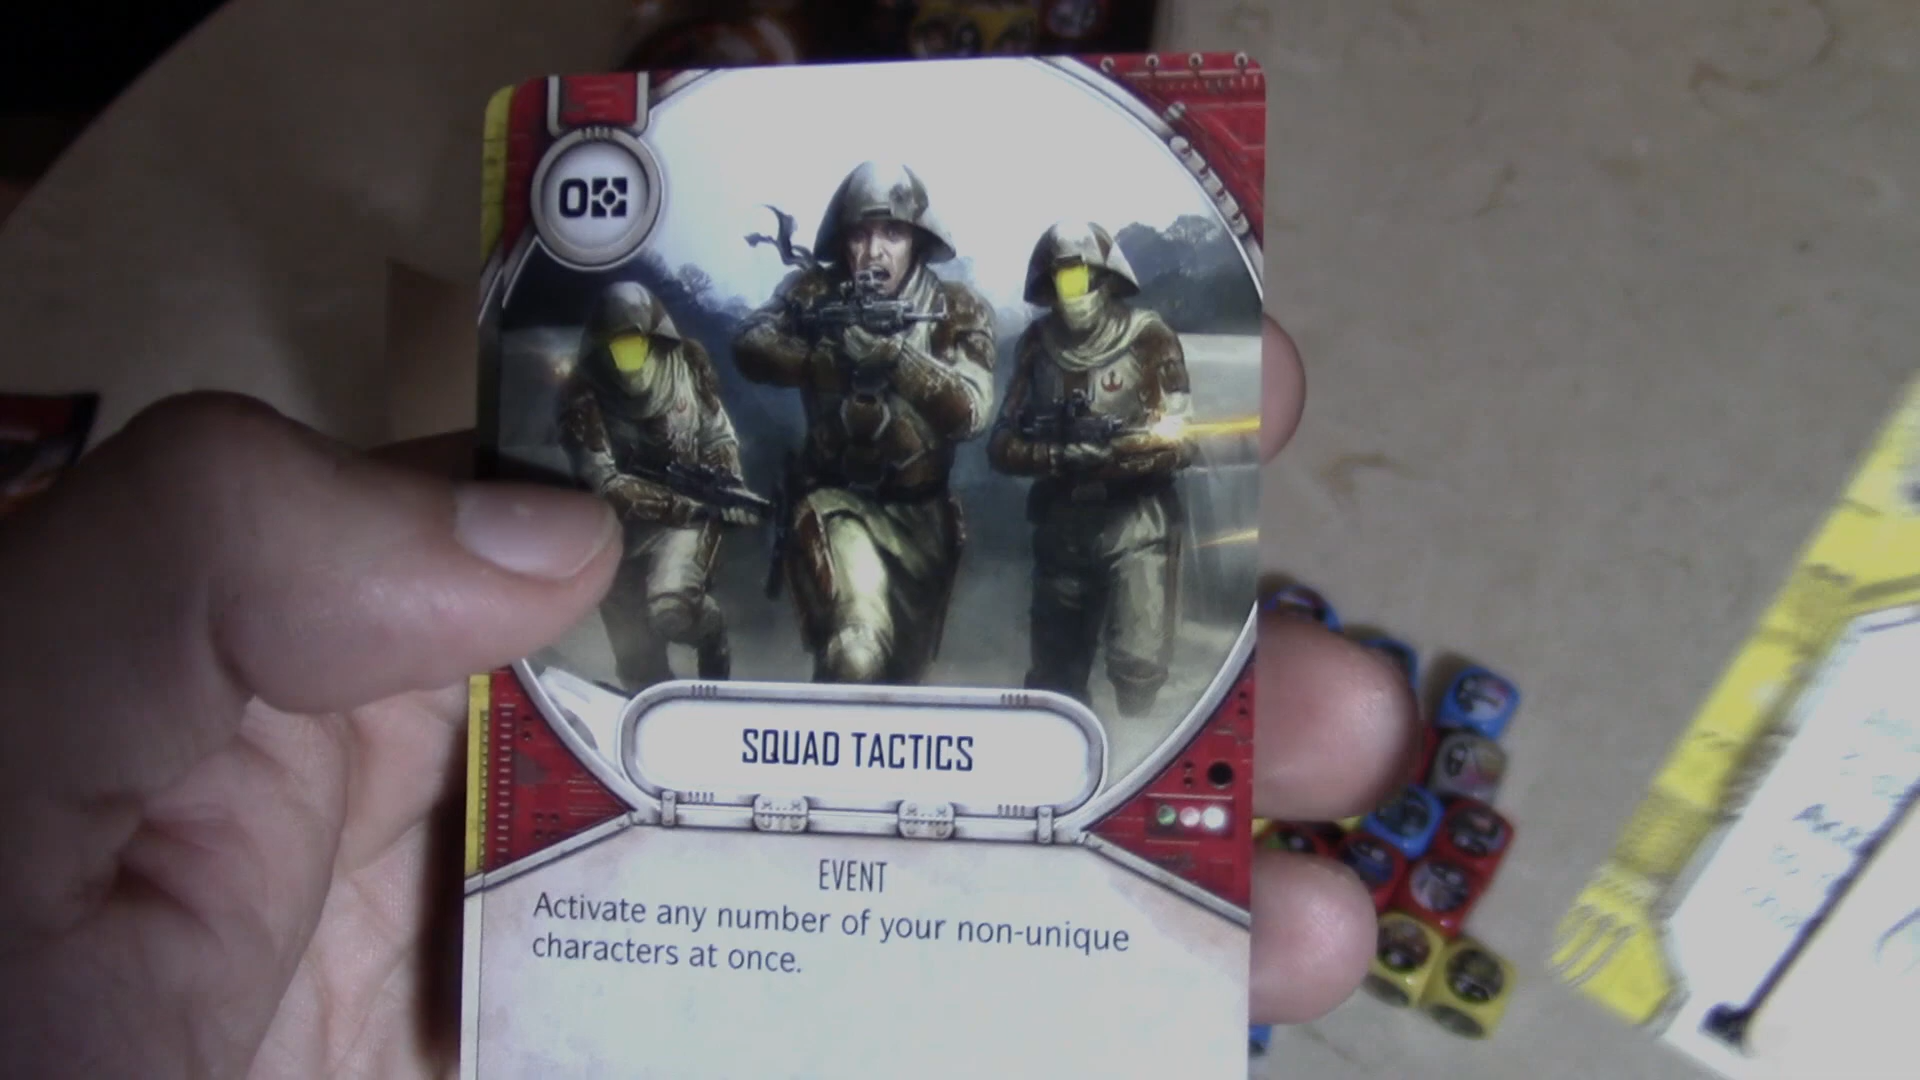 0
SQUAD TACTICS
EVENT
Activate any number of your non-unique
characters at once.